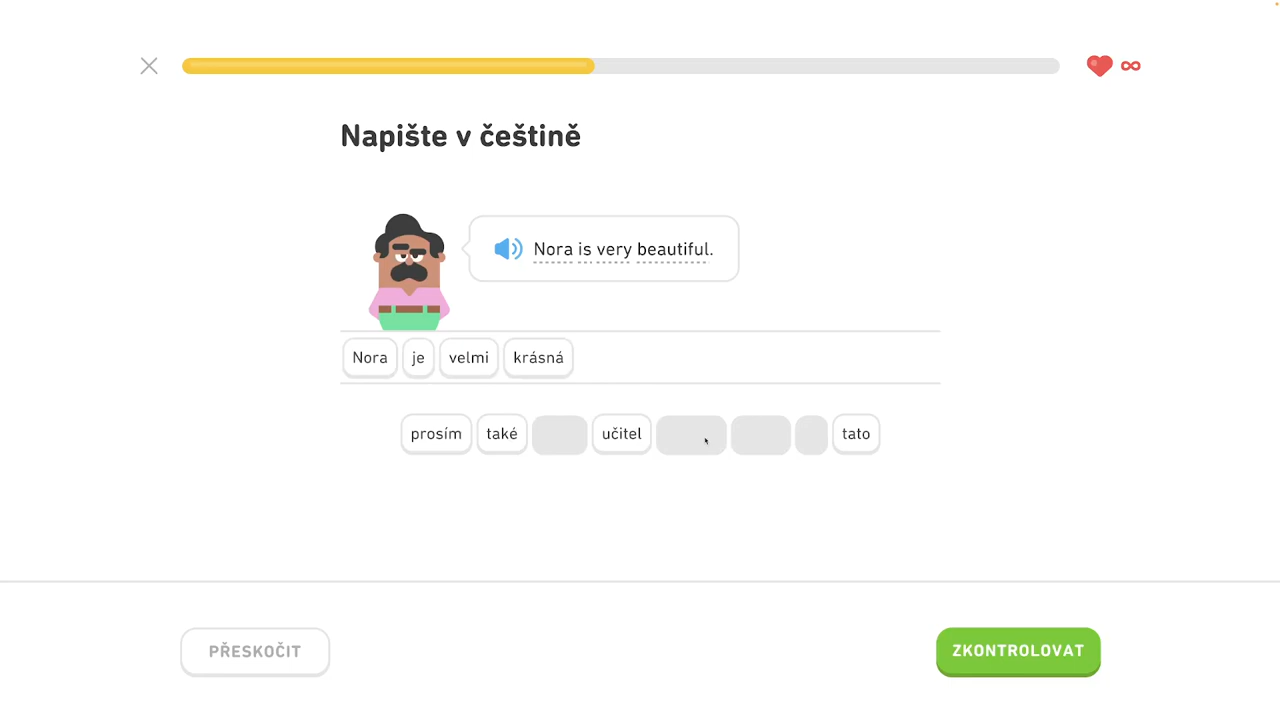 ∞
Napište v češtině
Nora is very beautiful.
Nora je velmi krásná
prosím také učitel tato
PŘESKOČIT ZKONTROLOVAT